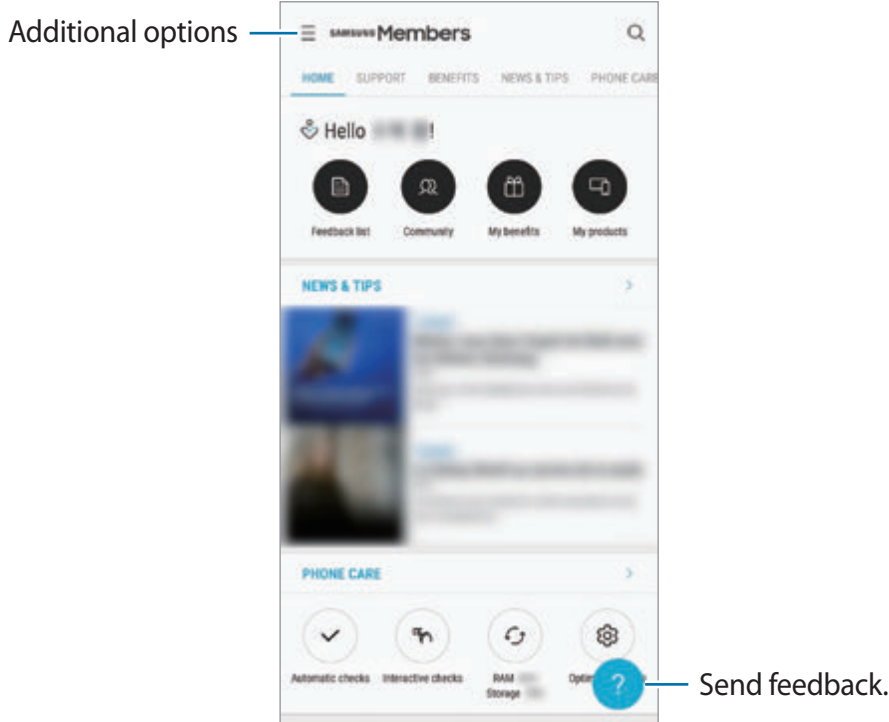 Additional options
SAMSUNG Members
HOME SUPPORT BENEFITS NEWS & TIPS PHONE CARE
Hello !
Feedback list Community My benefits My products
NEWS & TIPS
PHONE CARE
Automatic checks Interactive checks RAM
Storage
?
Send feedback.